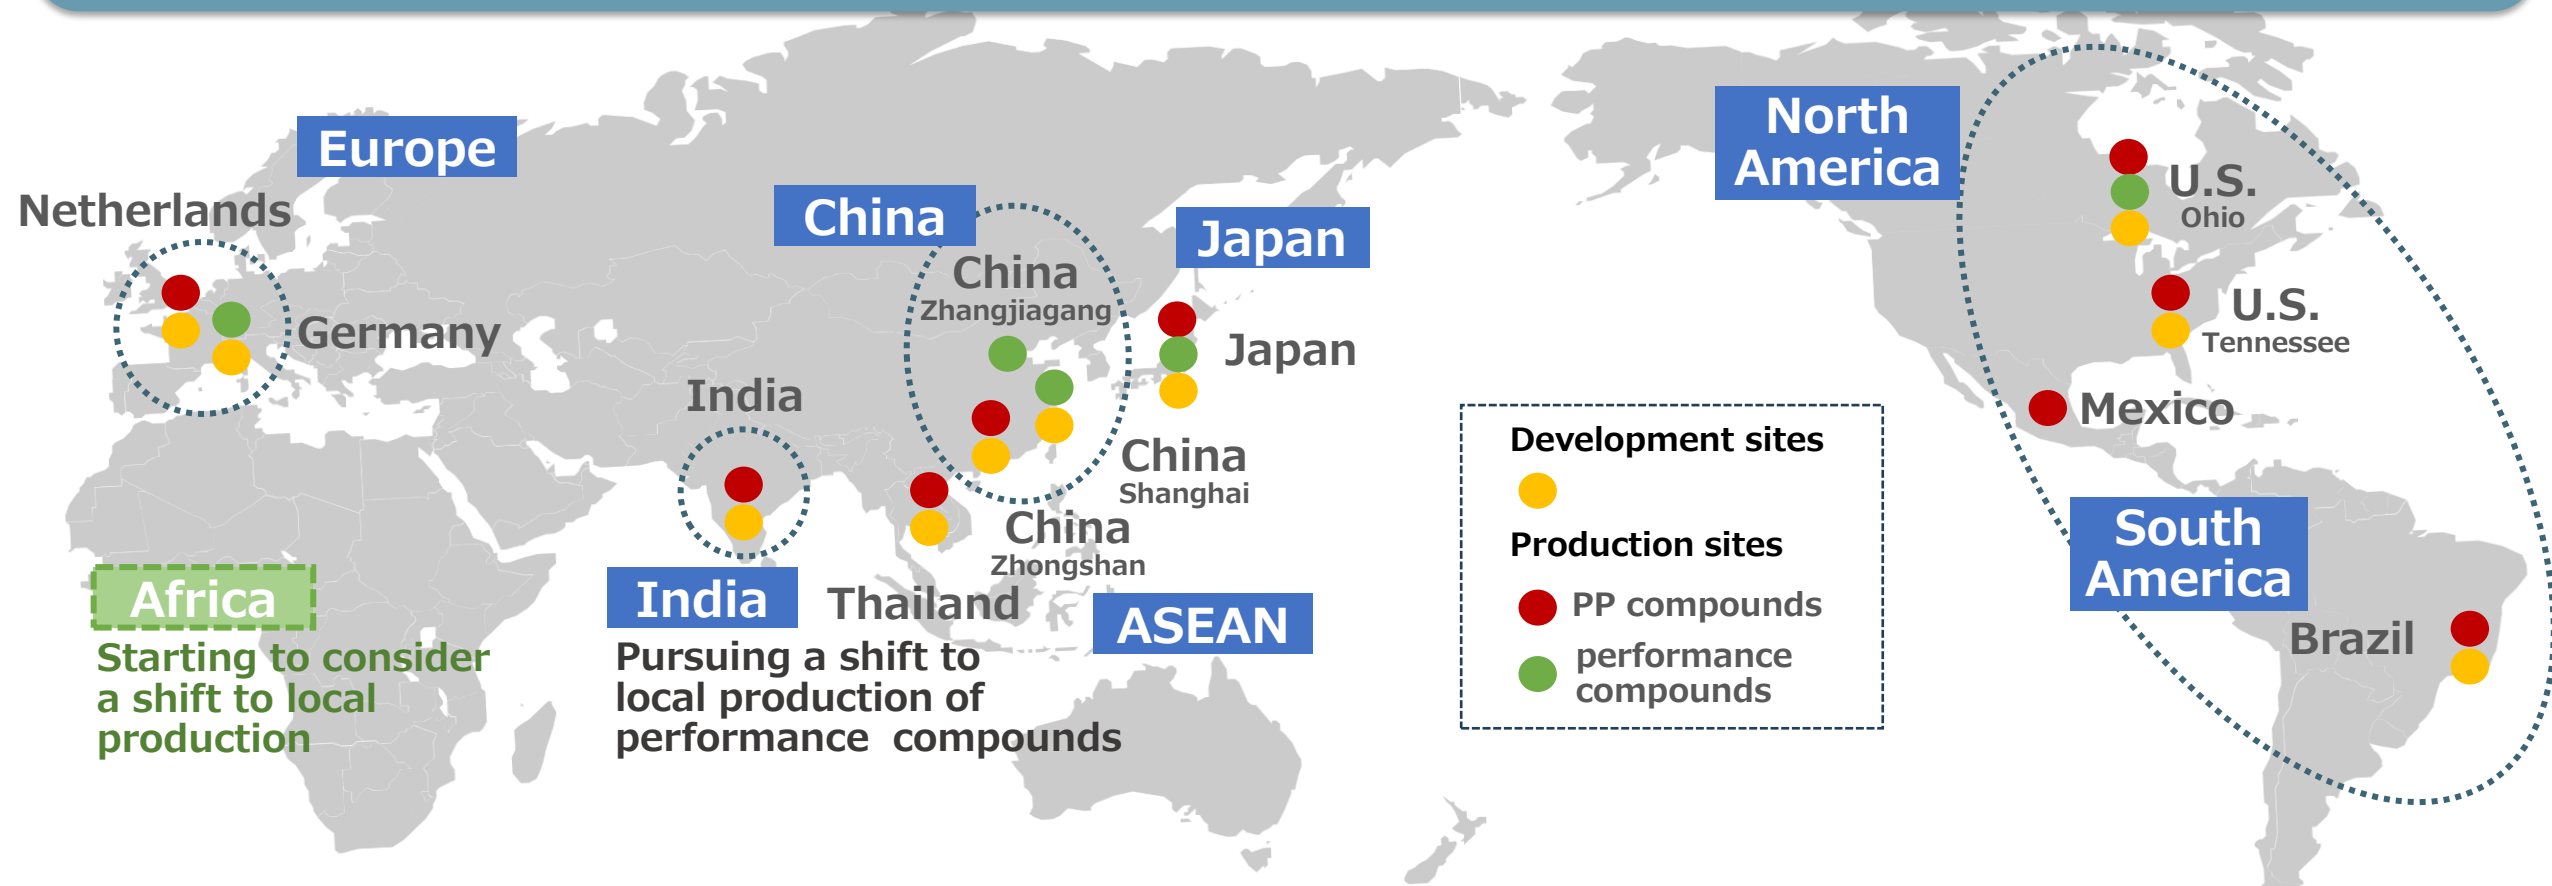 Europe
Netherlands
Germany
China
China
Zhangjiagang
Japan
Japan
India
China
Shanghai
China
Zhongshan
Thailand
ASEAN
India
Pursuing a shift to
local production of
performance compounds
Africa
Starting to consider
a shift to local
production
Development sites
Production sites
PP compounds
performance
compounds
North
America
U.S.
Ohio
U.S.
Tennessee
Mexico
South
America
Brazil